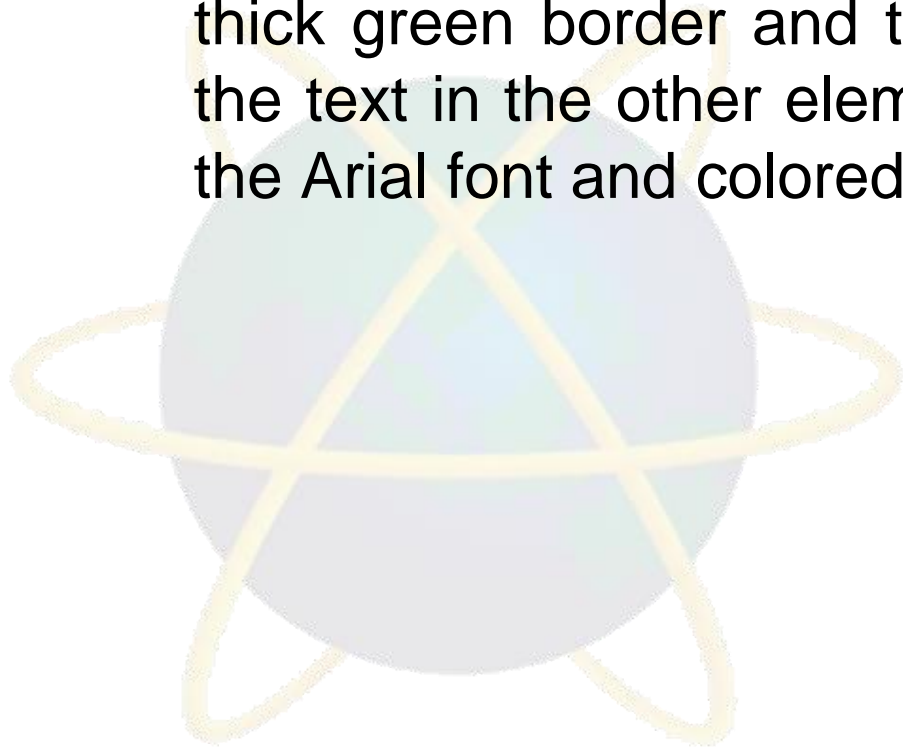 thick green border and t
the text in the other elem
the Arial font and colored